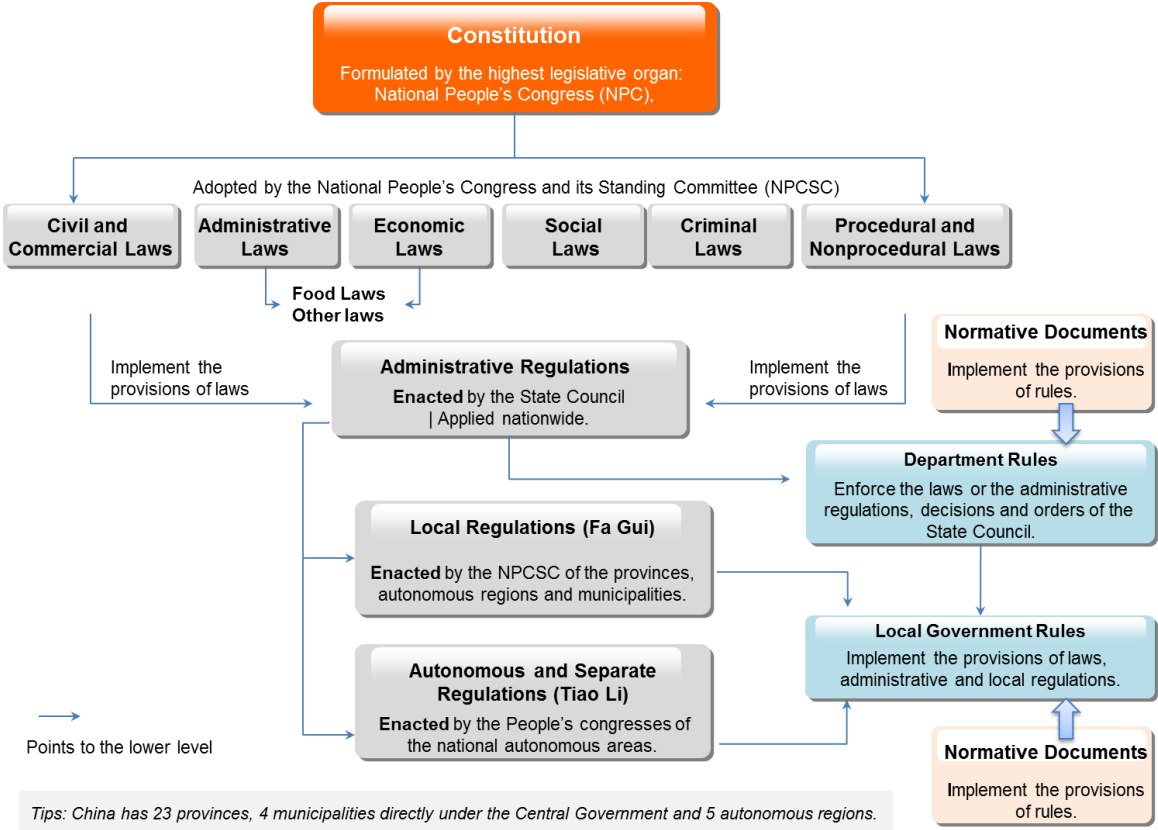 Constitution
Formulated by the highest legislative organ:
National People’s Congress (NPC),
Adopted by the National People’s Congress and its Standing Committee (NPCSC)
Civil and
Commercial Laws
Administrative
Laws
Economic
Laws
Social
Laws
Criminal
Laws
Procedural and
Nonprocedural Laws
Food Laws
Other laws
Implement the
provisions of laws
Administrative Regulations
Enacted by the State Council
| Applied nationwide.
Implement the
provisions of laws
Normative Documents
Implement the provisions
of rules.
Department Rules
Enforce the laws or the administrative
regulations, decisions and orders of the
State Council.
Local Regulations (Fa Gui)
Enacted by the NPCSC of the provinces,
autonomous regions and municipalities.
Local Government Rules
Implement the provisions of laws,
administrative and local regulations.
Autonomous and Separate
Regulations (Tiao Li)
Enacted by the People’s congresses of
the national autonomous areas.
Points to the lower level
Normative Documents
Implement the provisions
of rules.
Tips: China has 23 provinces, 4 municipalities directly under the Central Government and 5 autonomous regions.